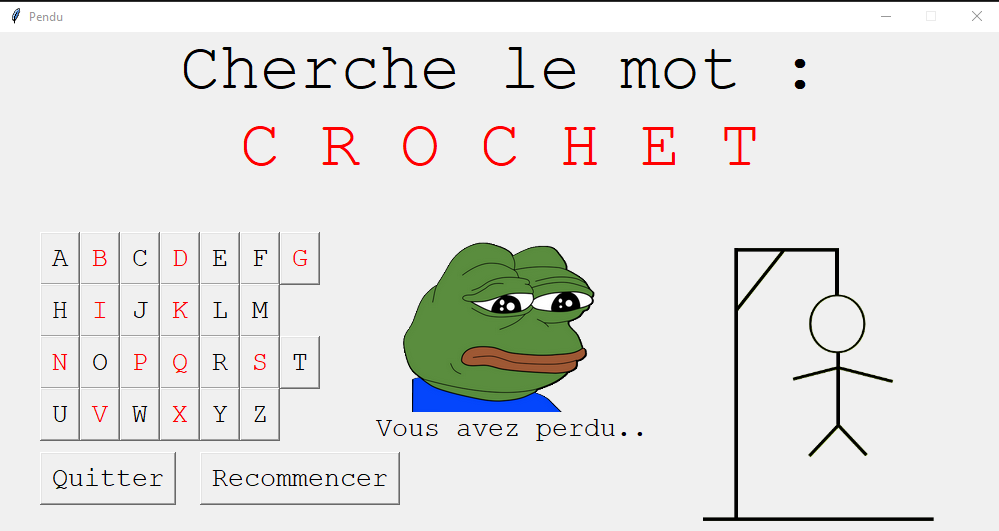 Pendu
Cherche le mot :
C R O C H E T
A B C D E F G
H I J K L M
N O P Q R S T
U V W X Y Z
Vous avez perdu..
Quitter Recommencer